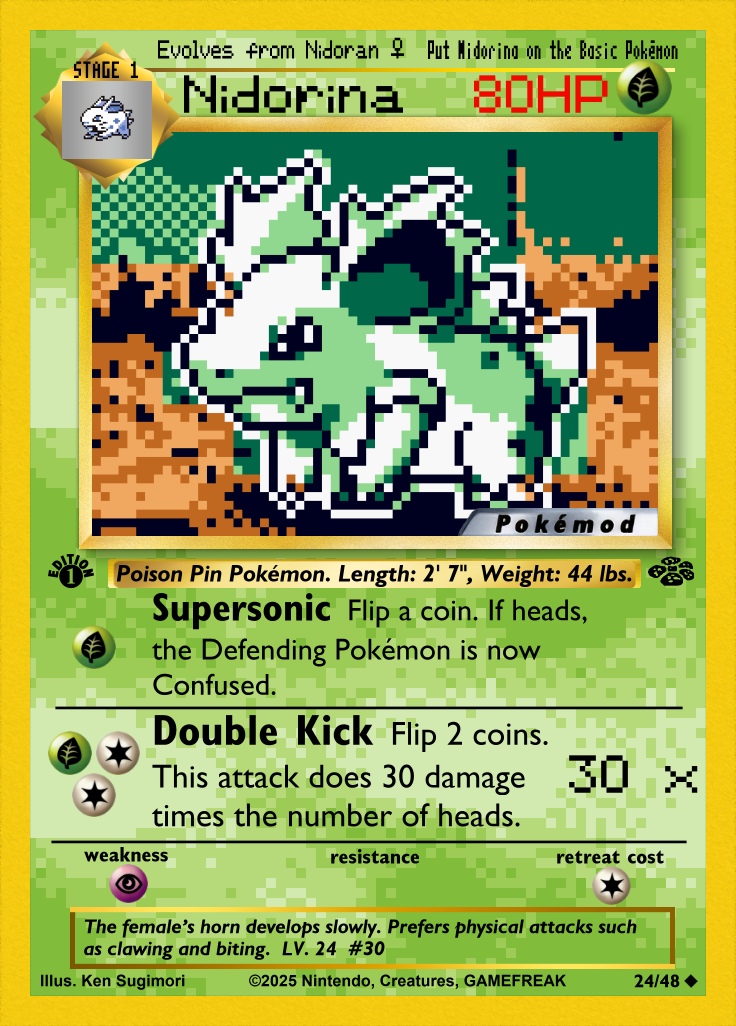 Evolves from Nidoran ♀ Put Nidorina on the Basic Pokémon
STAGE 1
Nidorina 80HP
Pokémod
EDITION 1
Poison Pin Pokémon. Length: 2' 7", Weight: 44 lbs.
Supersonic Flip a coin. If heads,
the Defending Pokémon is now
Confused.
Double Kick Flip 2 coins.
This attack does 30 damage 30 x
times the number of heads.
weakness resistance retreat cost
The female's horn develops slowly. Prefers physical attacks such
as clawing and biting. LV. 24 #30
Illus. Ken Sugimori ©2025 Nintendo, Creatures, GAMEFREAK 24/48 ◆